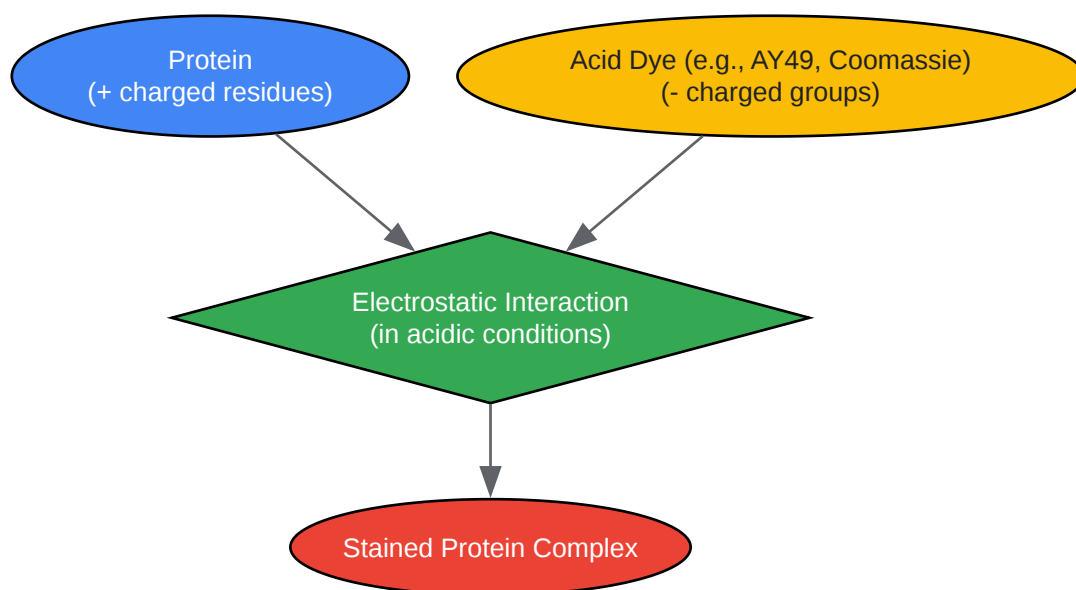 Protein
(+ charged residues)
Acid Dye (e.g., AY49, Coomassie)
(- charged groups)
Electrostatic Interaction
(in acidic conditions)
Stained Protein Complex